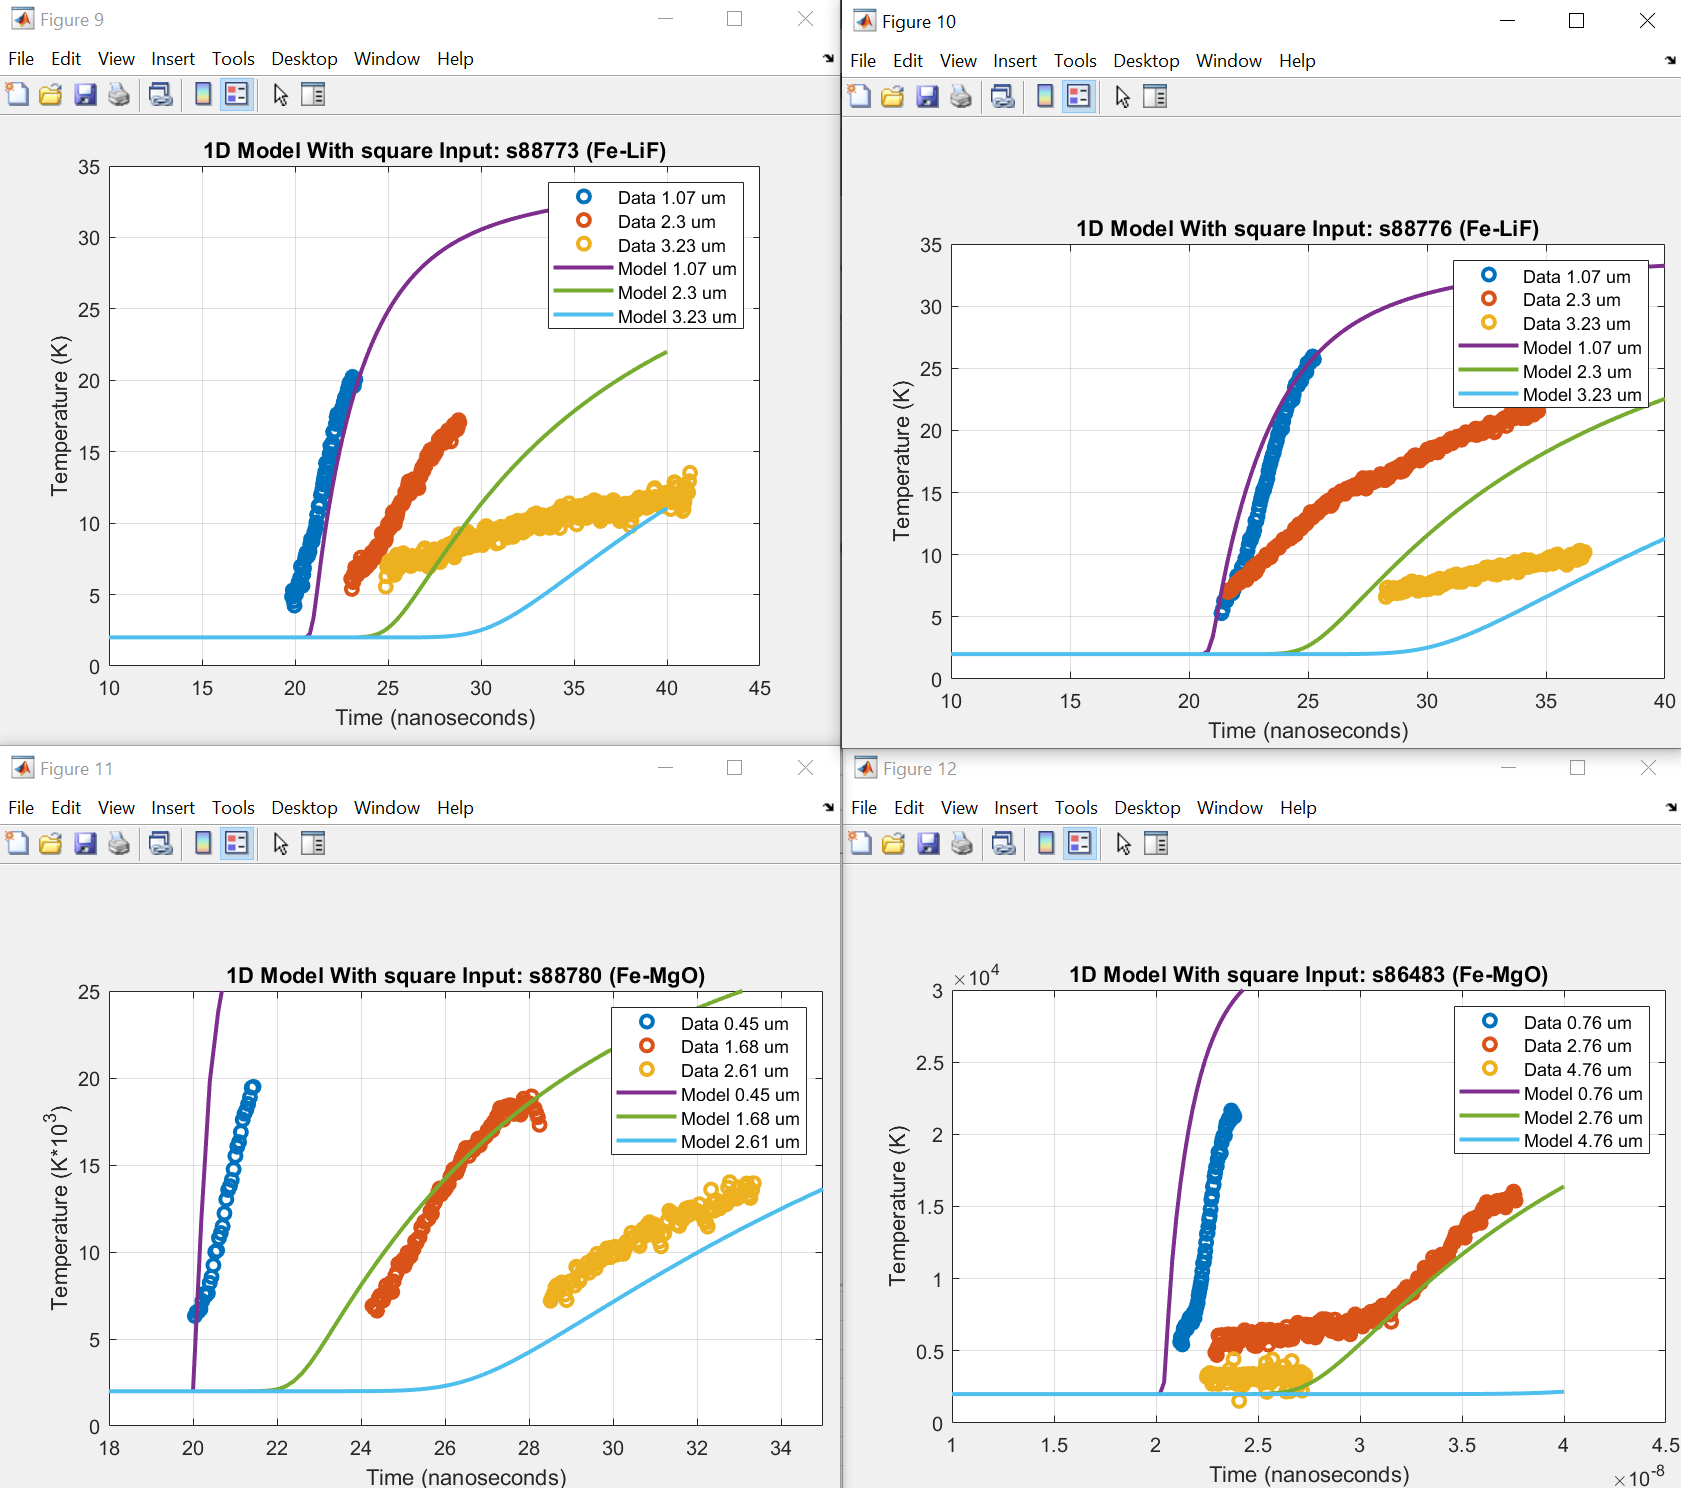 Figure 9
File Edit View Insert Tools Desktop Window Help
1D Model With square Input: s88773 (Fe-LiF)
Data 1.07 um
Data 2.3 um
Data 3.23 um
Model 1.07 um
Model 2.3 um
Model 3.23 um
Temperature (K)
35
30
25
20
15
10
5
0
10 15 20 25 30 35 40 45
Time (nanoseconds)
Figure 10
File Edit View Insert Tools Desktop Window Help
1D Model With square Input: s88776 (Fe-LiF)
Data 1.07 um
Data 2.3 um
Data 3.23 um
Model 1.07 um
Model 2.3 um
Model 3.23 um
Temperature (K)
35
30
25
20
15
10
5
0
10 15 20 25 30 35 40
Time (nanoseconds)
Figure 11
File Edit View Insert Tools Desktop Window Help
1D Model With square Input: s88780 (Fe-MgO)
Data 0.45 um
Data 1.68 um
Data 2.61 um
Model 0.45 um
Model 1.68 um
Model 2.61 um
Temperature (K*10^3)
25
20
15
10
5
0
18 20 22 24 26 28 30 32 34
Time (nanoseconds)
Figure 12
File Edit View Insert Tools Desktop Window Help
×10^4
1D Model With square Input: s86483 (Fe-MgO)
Data 0.76 um
Data 2.76 um
Data 4.76 um
Model 0.76 um
Model 2.76 um
Model 4.76 um
Temperature (K)
3
2.5
2
1.5
1
0.5
0
1 1.5 2 2.5 3 3.5 4 4.5
Time (nanoseconds)
×10^-8